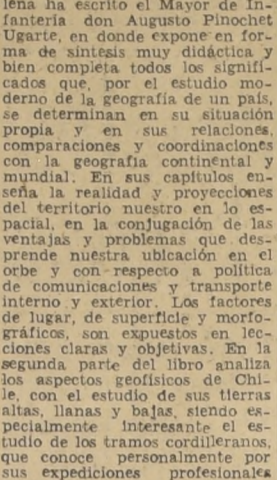 lena ha escrito el Mayor de In-
fantería don Augusto Pinochet
Ugarte, en donde expone en for-
ma de síntesis muy didáctica y
bien completa todos los signifi-
cados que, por el estudio mo-
derno de la geografía de un país,
se determinan en su situación
propia y en sus relaciones,
comparaciones y coordinaciones
con la geografía continental y
mundial. En sus capítulos en-
seña la realidad y proyecciones
del territorio nuestro en lo es-
pacial, en la conjugación de las
ventajas y problemas que des-
prende nuestra ubicación en el
orbe y con respecto a política
de comunicaciones y transporte
interno y exterior. Los factores
de lugar, de superficie y morfo-
gráficos, son expuestos en lec-
ciones claras y objetivas. En la
segunda parte del libro analiza
los aspectos geofísicos de Chi-
le, con el estudio de sus tierras
altas, llanas y bajas, siendo es-
pecialmente interesante el es-
tudio de los tramos cordilleranos,
que conoce personalmente por
sus expediciones profesionales